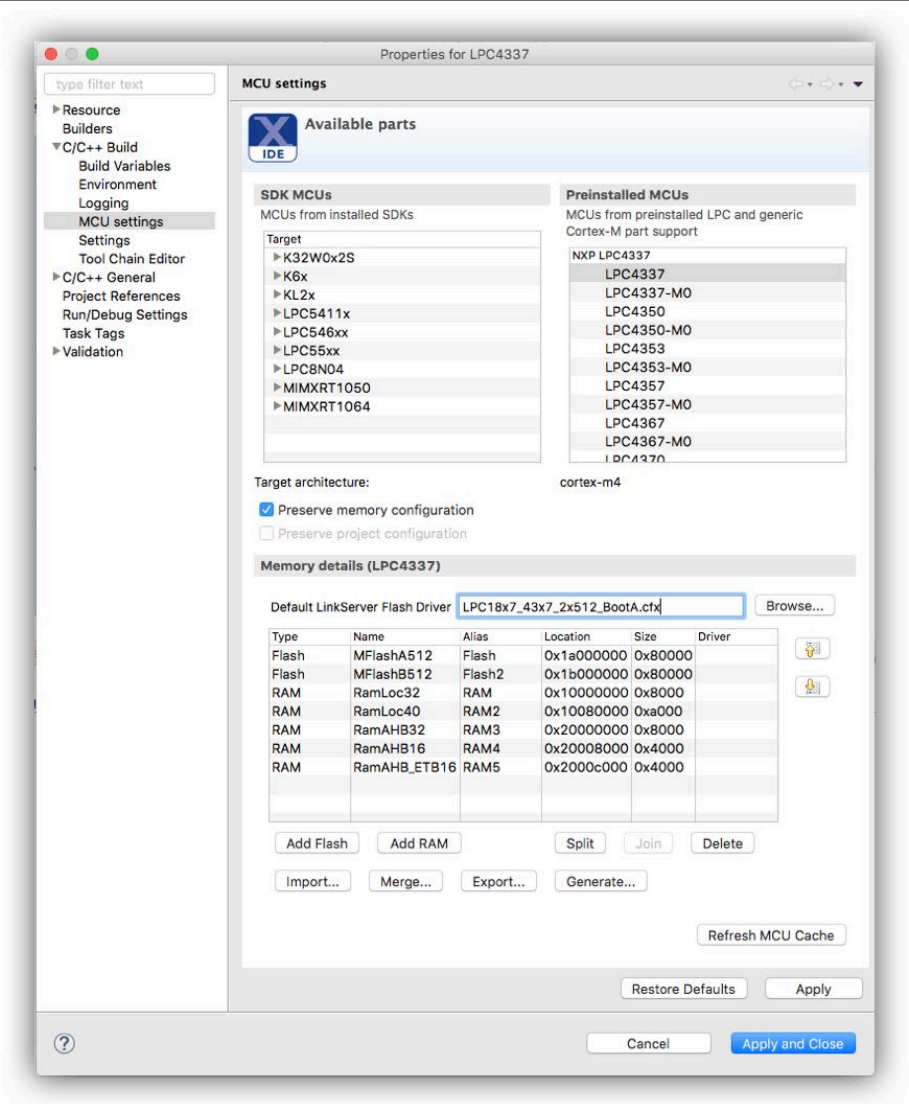 Properties for LPC4337
type filter text
Resource
Builders
C/C++ Build
Build Variables
Environment
Logging
MCU settings
Settings
Tool Chain Editor
C/C++ General
Project References
Run/Debug Settings
Task Tags
Validation
MCU settings
IDE
Available parts
SDK MCUs
MCUs from installed SDKs
Target
K32W0x2S
K6x
KL2x
LPC5411x
LPC546xx
LPC55xx
LPC8N04
MIMXRT1050
MIMXRT1064
Preinstalled MCUs
MCUs from preinstalled LPC and generic
Cortex-M part support
NXP LPC4337
LPC4337
LPC4337-M0
LPC4350
LPC4350-M0
LPC4353
LPC4353-M0
LPC4357
LPC4357-M0
LPC4367
LPC4367-M0
LPC4370
Target architecture: cortex-m4
Preserve memory configuration
Preserve project configuration
Memory details (LPC4337)
Default LinkServer Flash Driver LPC18x7_43x7_2x512_BootA.cfx Browse...
Type Name Alias Location Size Driver
Flash MFlashA512 Flash 0x1a000000 0x80000
Flash MFlashB512 Flash2 0x1b000000 0x80000
RAM RamLoc32 RAM 0x10000000 0x8000
RAM RamLoc40 RAM2 0x10080000 0xa000
RAM RamAHB32 RAM3 0x20000000 0x8000
RAM RamAHB16 RAM4 0x20008000 0x4000
RAM RamAHB_ETB16 RAM5 0x2000c000 0x4000
Add Flash Add RAM Split Join Delete
Import... Merge... Export... Generate...
Refresh MCU Cache
Restore Defaults Apply
? Cancel Apply and Close